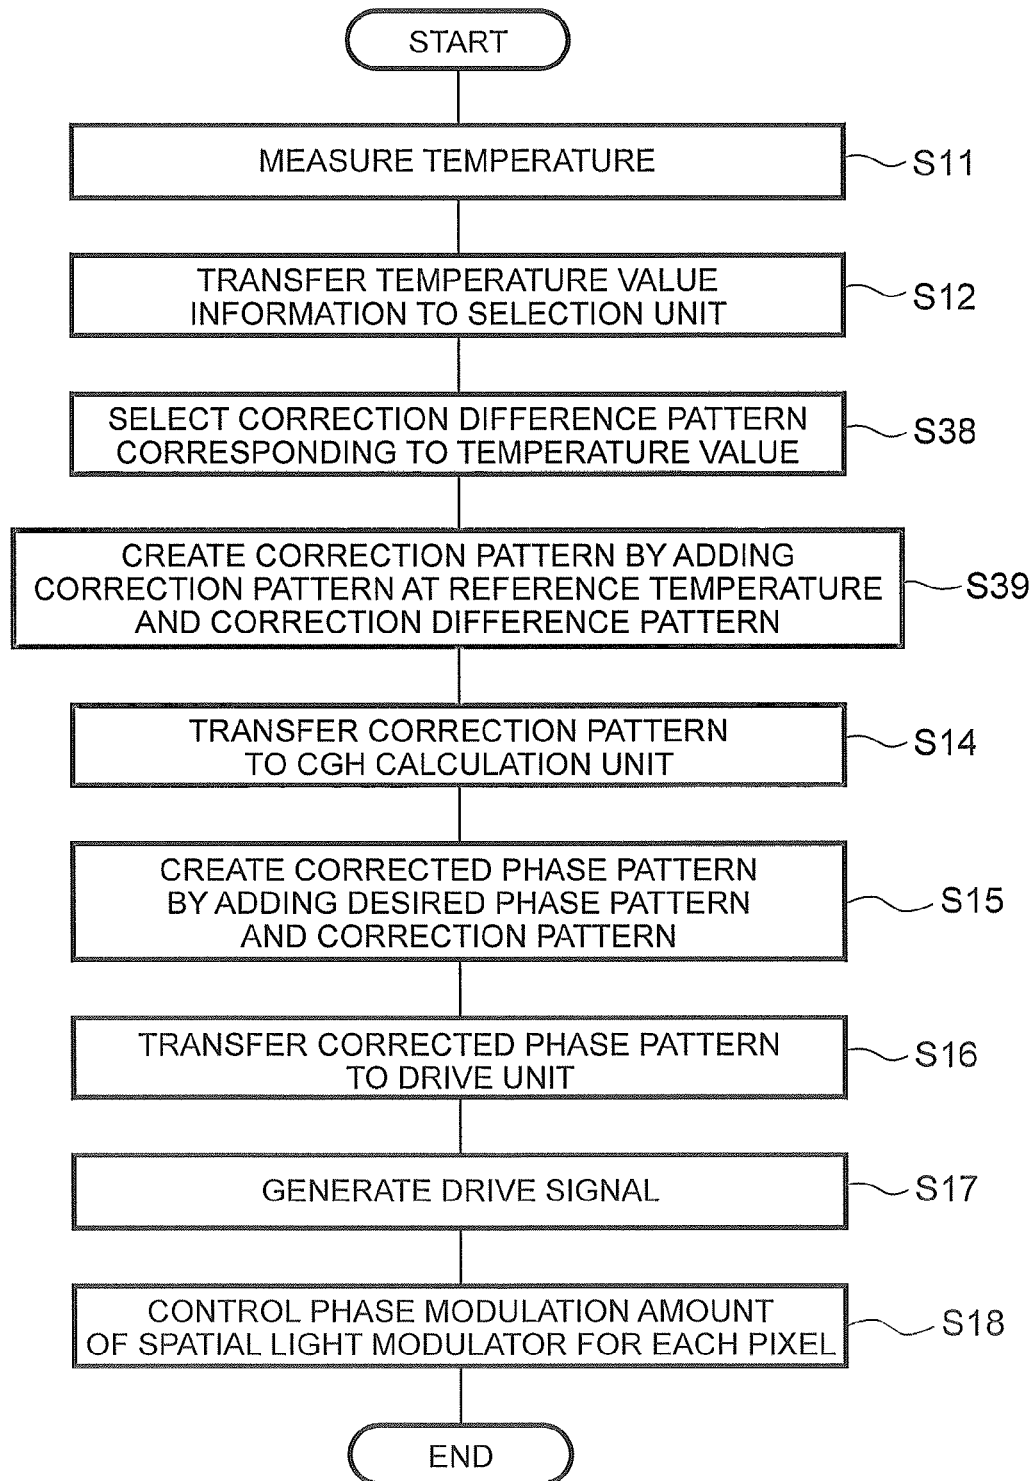 START
MEASURE TEMPERATURE
S11
TRANSFER TEMPERATURE VALUE
INFORMATION TO SELECTION UNIT
S12
SELECT CORRECTION DIFFERENCE PATTERN
CORRESPONDING TO TEMPERATURE VALUE
S38
CREATE CORRECTION PATTERN BY ADDING
CORRECTION PATTERN AT REFERENCE TEMPERATURE
AND CORRECTION DIFFERENCE PATTERN
S39
TRANSFER CORRECTION PATTERN
TO CGH CALCULATION UNIT
S14
CREATE CORRECTED PHASE PATTERN
BY ADDING DESIRED PHASE PATTERN
AND CORRECTION PATTERN
S15
TRANSFER CORRECTED PHASE PATTERN
TO DRIVE UNIT
S16
GENERATE DRIVE SIGNAL
S17
CONTROL PHASE MODULATION AMOUNT
OF SPATIAL LIGHT MODULATOR FOR EACH PIXEL
S18
END